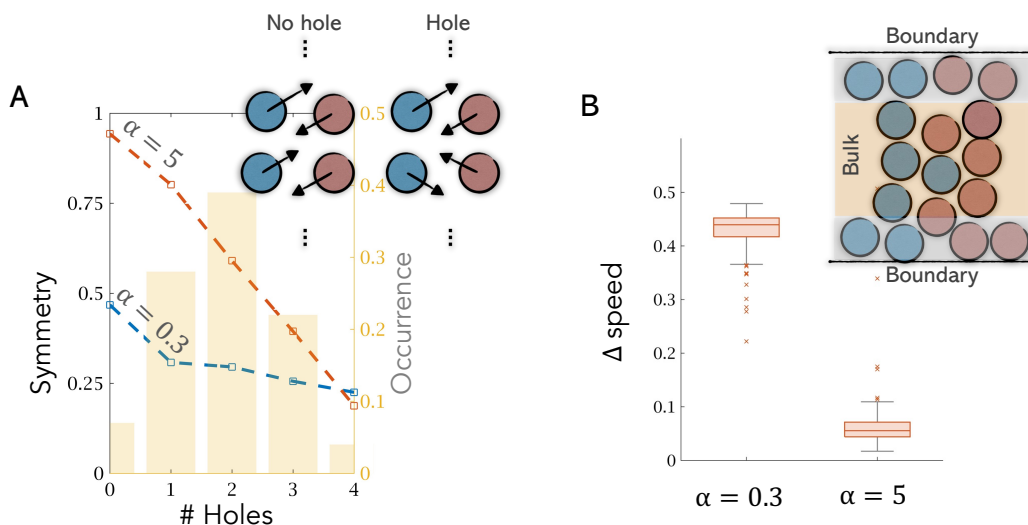 No hole
Hole
⋮
⋮
A
Symmetry
1
0.75
0.5
0.25
0
α = 5
α = 0.3
0
1
2
3
4
# Holes
0.5
0.4
0.3
0.2
0.1
0
Occurrence
⋮
⋮
B
Boundary
Bulk
Boundary
Δ speed
0.5
0.4
0.3
0.2
0.1
0
α = 0.3
α = 5